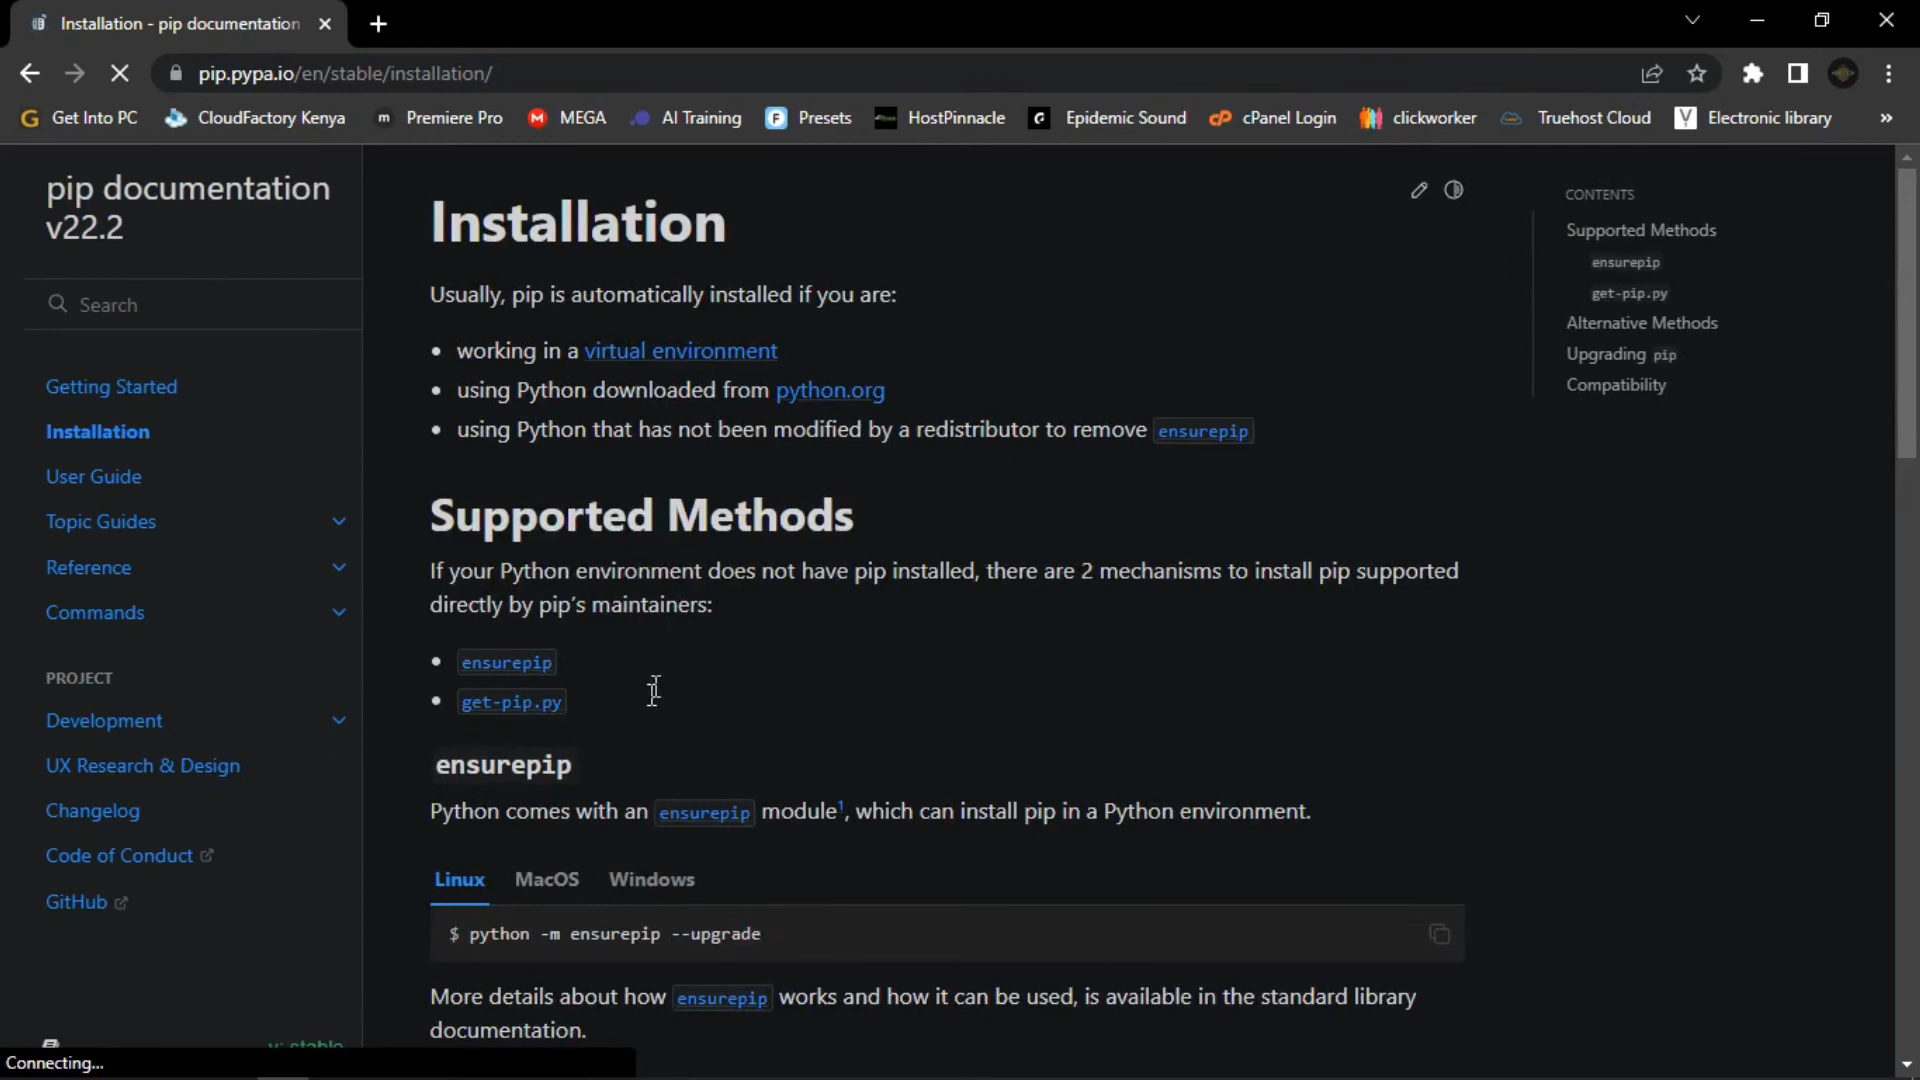 Installation - pip documentation
pip.pypa.io/en/stable/installation/
Get Into PC
CloudFactory Kenya
Premiere Pro
MEGA
AI Training
Presets
HostPinnacle
Epidemic Sound
cPanel Login
clickworker
Truehost Cloud
Electronic library
»
pip documentation
v22.2
Search
Getting Started
Installation
User Guide
Topic Guides
Reference
Commands
PROJECT
Development
UX Research & Design
Changelog
Code of Conduct
GitHub
v: stable
Installation
Usually, pip is automatically installed if you are:
• working in a virtual environment
• using Python downloaded from python.org
• using Python that has not been modified by a redistributor to remove ensurepip
Supported Methods
If your Python environment does not have pip installed, there are 2 mechanisms to install pip supported
directly by pip's maintainers:
• ensurepip
• get-pip.py
ensurepip
Python comes with an ensurepip module¹, which can install pip in a Python environment.
Linux MacOS Windows
$ python -m ensurepip --upgrade
More details about how ensurepip works and how it can be used, is available in the standard library
documentation.
CONTENTS
Supported Methods
ensurepip
get-pip.py
Alternative Methods
Upgrading pip
Compatibility
Connecting...